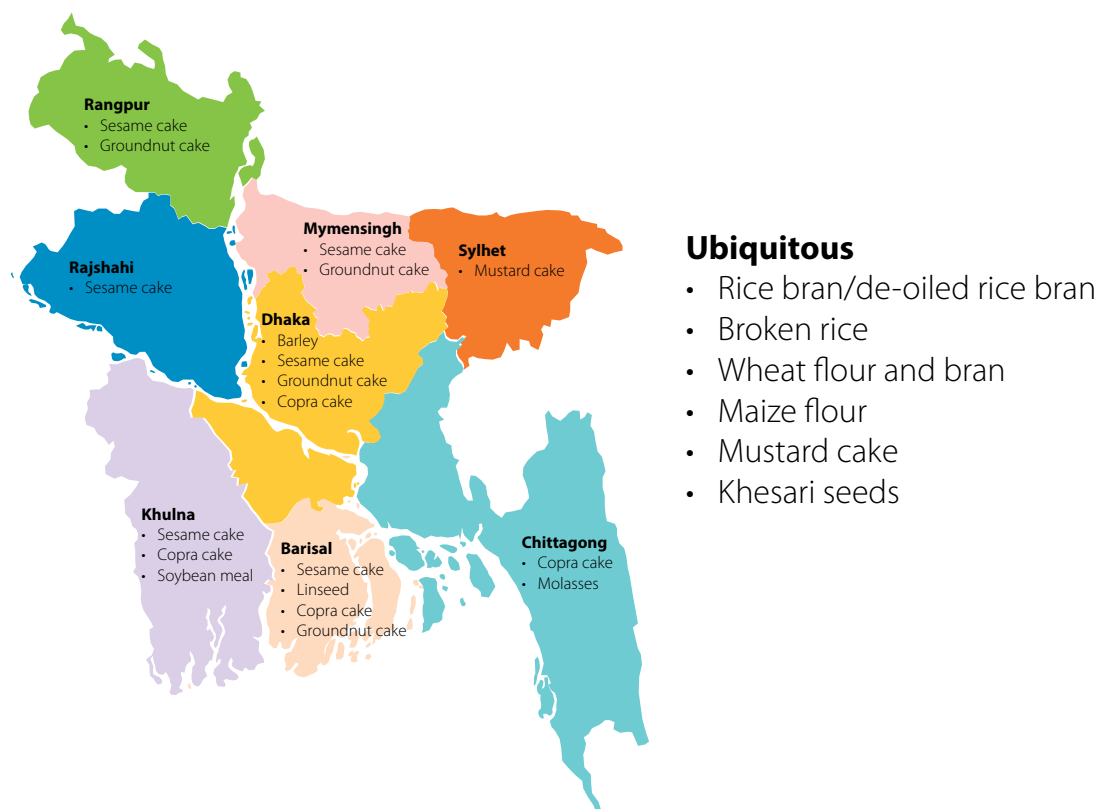 Rangpur
• Sesame cake
• Groundnut cake
Mymensingh
• Sesame cake
• Groundnut cake
Sylhet
• Mustard cake
Rajshahi
• Sesame cake
Dhaka
• Barley
• Sesame cake
• Groundnut cake
• Copra cake
Khulna
• Sesame cake
• Copra cake
• Soybean meal
Barisal
• Sesame cake
• Linseed
• Copra cake
• Groundnut cake
Chittagong
• Copra cake
• Molasses
Ubiquitous
• Rice bran/de-oiled rice bran
• Broken rice
• Wheat flour and bran
• Maize flour
• Mustard cake
• Khesari seeds